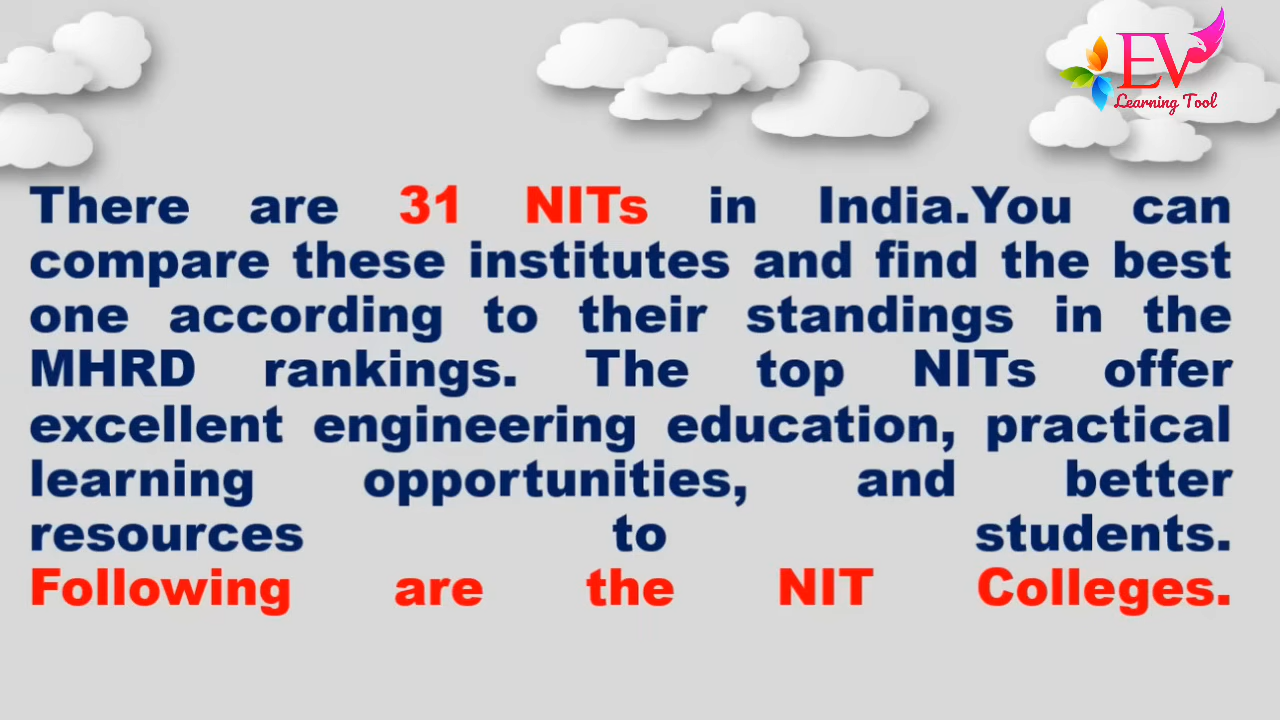 EV
Learning Tool
There are 31 NITs in India.You can
compare these institutes and find the best
one according to their standings in the
MHRD rankings. The top NITs offer
excellent engineering education, practical
learning opportunities, and better
resources to students.
Following are the NIT Colleges.